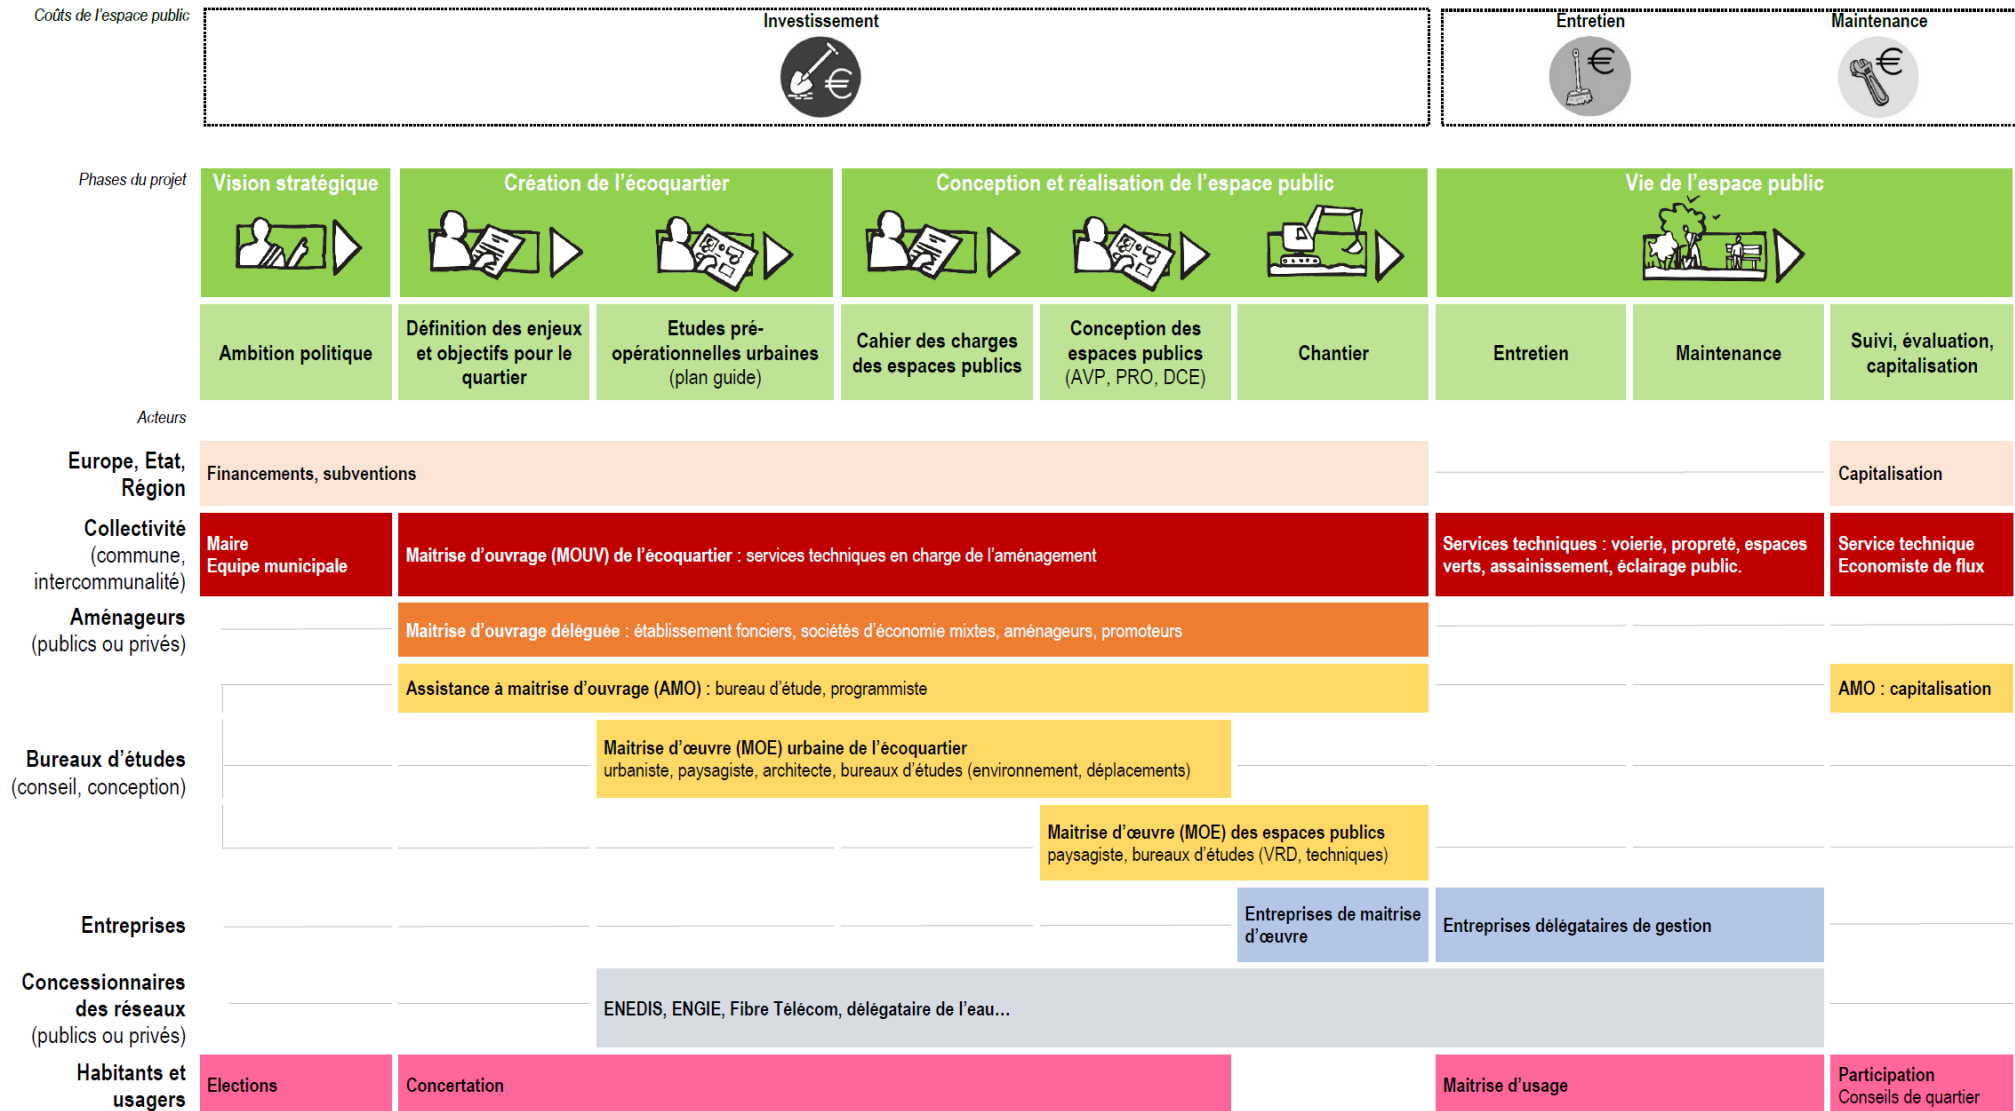 Coûts de l'espace public
Investissement
Entretien
Maintenance
€
€
€
Phases du projet
Vision stratégique
Création de l'écoquartier
Conception et réalisation de l'espace public
Vie de l'espace public
Ambition politique
Définition des enjeux
et objectifs pour le
quartier
Etudes pré-
opérationnelles urbaines
(plan guide)
Cahier des charges
des espaces publics
Conception des
espaces publics
(AVP, PRO, DCE)
Chantier
Entretien
Maintenance
Suivi, évaluation,
capitalisation
Acteurs
Europe, Etat,
Région
Financements, subventions
Capitalisation
Collectivité
(commune,
intercommunalité)
Maire
Equipe municipale
Maitrise d'ouvrage (MOUV) de l'écoquartier : services techniques en charge de l'aménagement
Services techniques : voierie, propreté, espaces
verts, assainissement, éclairage public.
Service technique
Economiste de flux
Aménageurs
(publics ou privés)
Maitrise d'ouvrage déléguée : établissement fonciers, sociétés d'économie mixtes, aménageurs, promoteurs
Assistance à maitrise d'ouvrage (AMO) : bureau d'étude, programmiste
AMO : capitalisation
Bureaux d'études
(conseil, conception)
Maitrise d'œuvre (MOE) urbaine de l'écoquartier
urbaniste, paysagiste, architecte, bureaux d'études (environnement, déplacements)
Maitrise d'œuvre (MOE) des espaces publics
paysagiste, bureaux d'études (VRD, techniques)
Entreprises
Entreprises de maitrise
d'œuvre
Entreprises délégataires de gestion
Concessionnaires
des réseaux
(publics ou privés)
ENEDIS, ENGIE, Fibre Télécom, délégataire de l'eau…
Habitants et
usagers
Elections
Concertation
Maitrise d'usage
Participation
Conseils de quartier